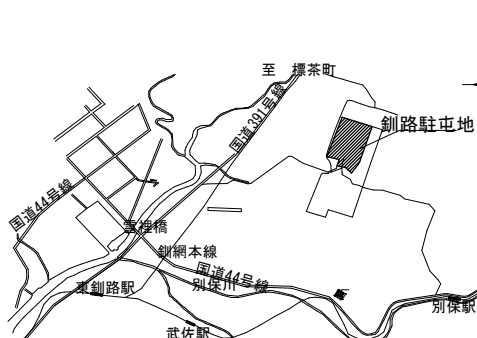 至 標茶町
国道391号線
釧路駐屯地
国道44号線
雪裡橋
釧網本線
国道44号線
東釧路駅
別保川
別保駅
武佐駅